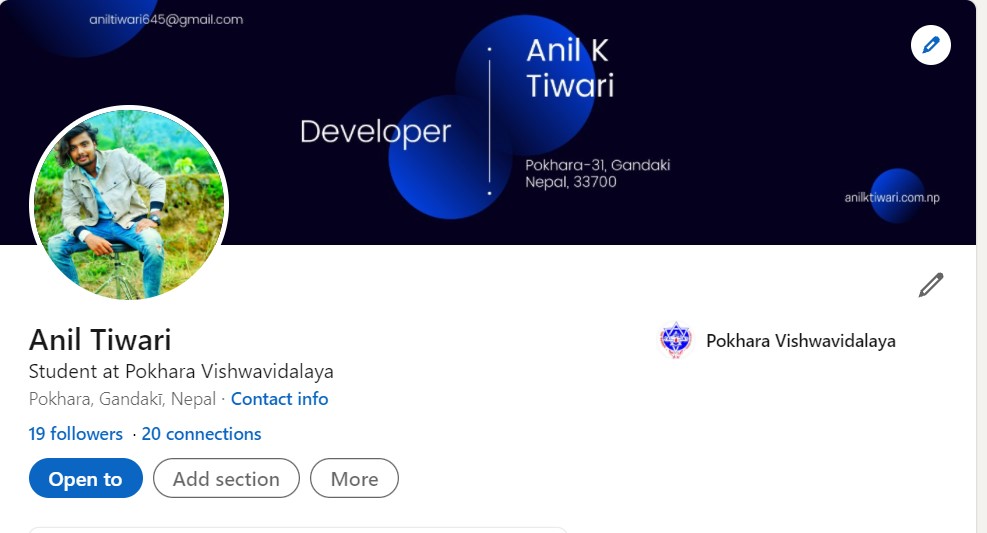 aniltiwari645@gmail.com
Anil K
Tiwari
Developer
Pokhara-31, Gandaki
Nepal, 33700
anilktiwari.com.np
Anil Tiwari
Student at Pokhara Vishwavidalaya
Pokhara, Gandakī, Nepal · Contact info
19 followers · 20 connections
Open to
Add section
More
Pokhara Vishwavidalaya